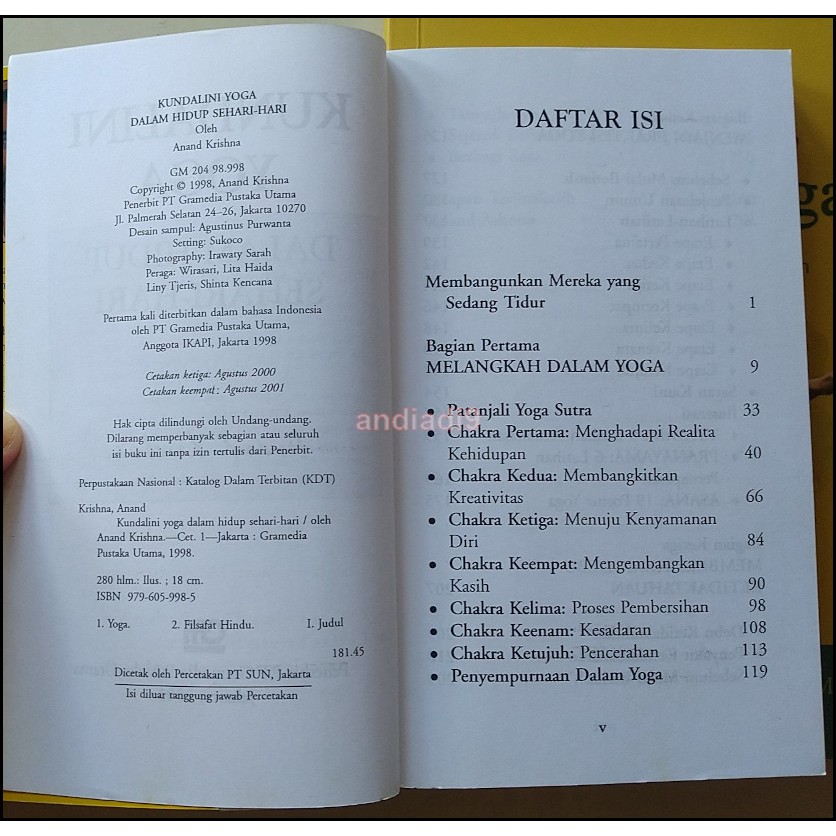 KUNDALINI YOGA
DALAM HIDUP SEHARI-HARI
Oleh
Anand Krishna
GM 204 98.998
Copyright © 1998, Anand Krishna
Penerbit PT Gramedia Pustaka Utama
Jl. Palmerah Selatan 24–26, Jakarta 10270
Desain sampul: Agustinus Purwanta
Setting: Sukoco
Photography: Irawaty Sarah
Peraga: Wirasari, Lita Haida
Liny Tjeris, Shinta Kencana
Pertama kali diterbitkan dalam bahasa Indonesia
oleh PT Gramedia Pustaka Utama,
Anggota IKAPI, Jakarta 1998
Cetakan ketiga: Agustus 2000
Cetakan keempat: Agustus 2001
Hak cipta dilindungi oleh Undang-undang.
Dilarang memperbanyak sebagian atau seluruh
isi buku ini tanpa izin tertulis dari Penerbit.
Perpustakaan Nasional : Katalog Dalam Terbitan (KDT)
Krishna, Anand
Kundalini yoga dalam hidup sehari-hari / oleh
Anand Krishna.—Cet. 1—Jakarta : Gramedia
Pustaka Utama, 1998.
280 hlm.: Ilus. ; 18 cm.
ISBN 979-605-998-5
1. Yoga. 2. Filsafat Hindu. I. Judul
181.45
Dicetak oleh Percetakan PT SUN, Jakarta
Isi diluar tanggung jawab Percetakan
DAFTAR ISI
Membangunkan Mereka yang
Sedang Tidur 1
Bagian Pertama
MELANGKAH DALAM YOGA 9
• Patanjali Yoga Sutra 33
• Chakra Pertama: Menghadapi Realita
Kehidupan 40
• Chakra Kedua: Membangkitkan
Kreativitas 66
• Chakra Ketiga: Menuju Kenyamanan
Diri 84
• Chakra Keempat: Mengembangkan
Kasih 90
• Chakra Kelima: Proses Pembersihan 98
• Chakra Keenam: Kesadaran 108
• Chakra Ketujuh: Pencerahan 113
• Penyempurnaan Dalam Yoga 119
v